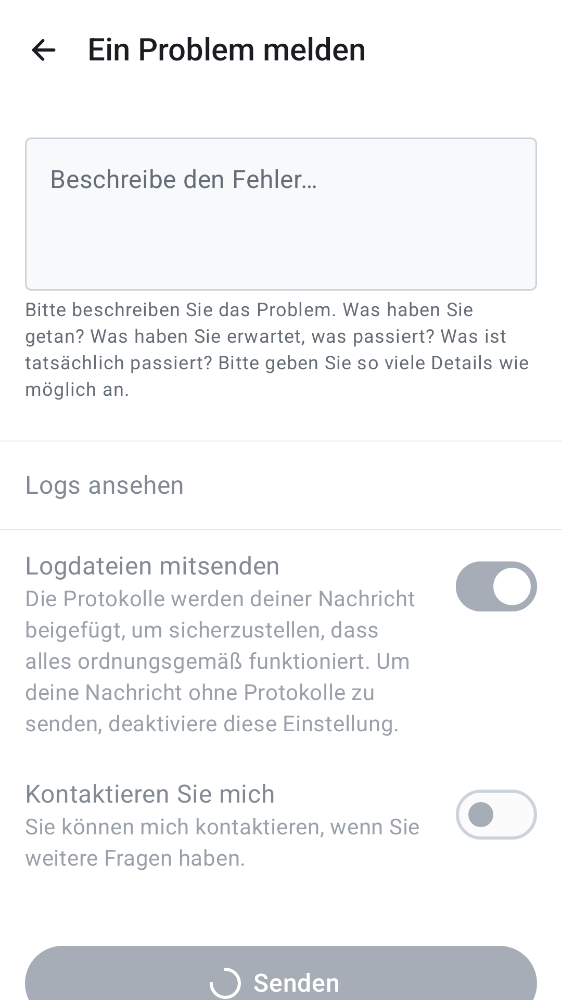 Ein Problem melden
Beschreibe den Fehler…
Bitte beschreiben Sie das Problem. Was haben Sie
getan? Was haben Sie erwartet, was passiert? Was ist
tatsächlich passiert? Bitte geben Sie so viele Details wie
möglich an.
Logs ansehen
Logdateien mitsenden
Die Protokolle werden deiner Nachricht
beigefügt, um sicherzustellen, dass
alles ordnungsgemäß funktioniert. Um
deine Nachricht ohne Protokolle zu
senden, deaktiviere diese Einstellung.
Kontaktieren Sie mich
Sie können mich kontaktieren, wenn Sie
weitere Fragen haben.
Senden